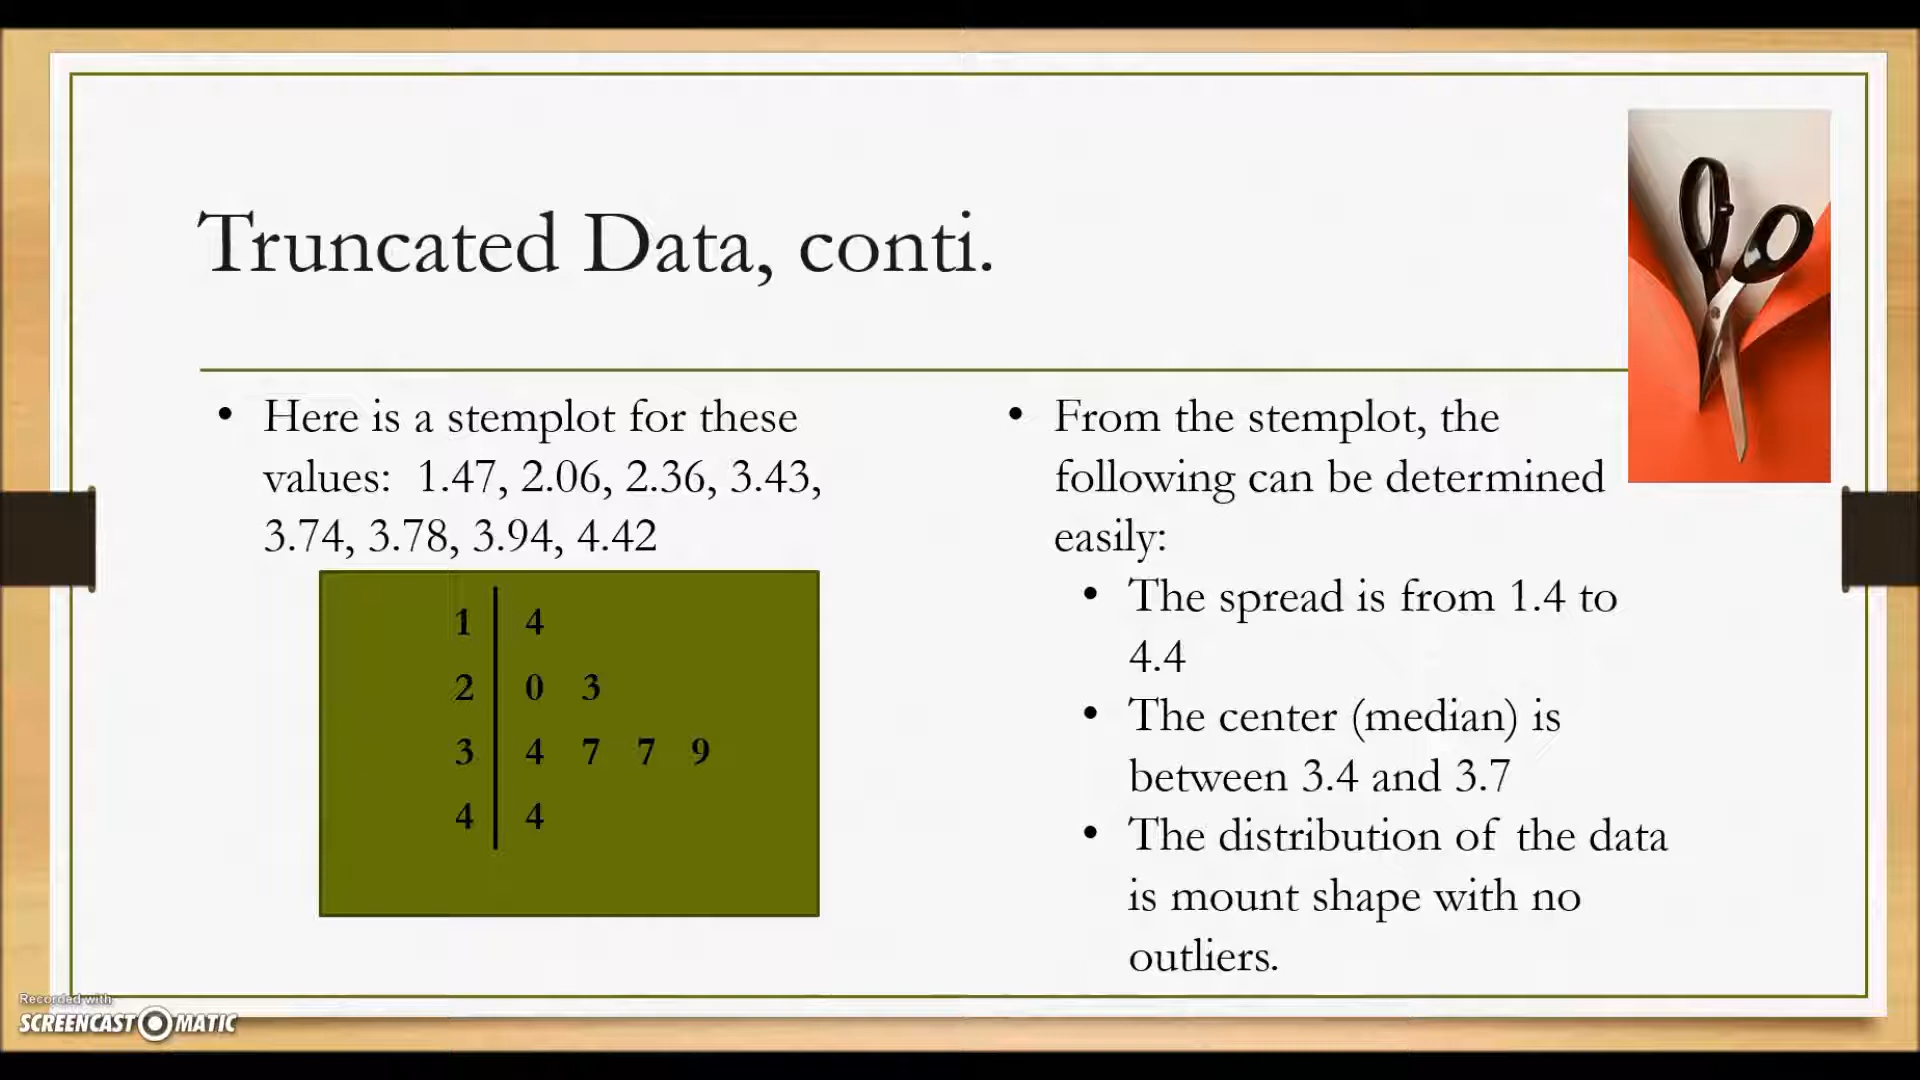 Truncated Data, conti.
• Here is a stemplot for these
values: 1.47, 2.06, 2.36, 3.43,
3.74, 3.78, 3.94, 4.42
1 | 4
2 | 0 3
3 | 4 7 7 9
4 | 4
• From the stemplot, the
following can be determined
easily:
• The spread is from 1.4 to
4.4
• The center (median) is
between 3.4 and 3.7
• The distribution of the data
is mount shape with no
outliers.
Recorded with
SCREENCAST MATIC